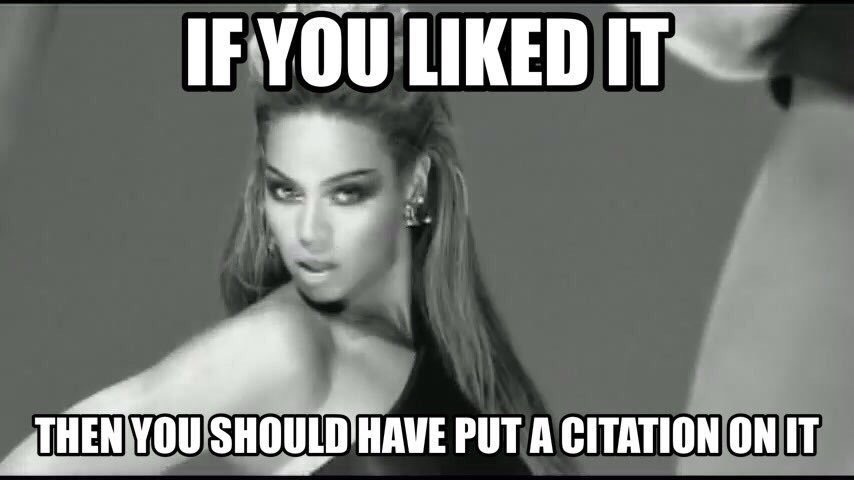 IF YOU LIKED IT
THEN YOU SHOULD HAVE PUT A CITATION ON IT